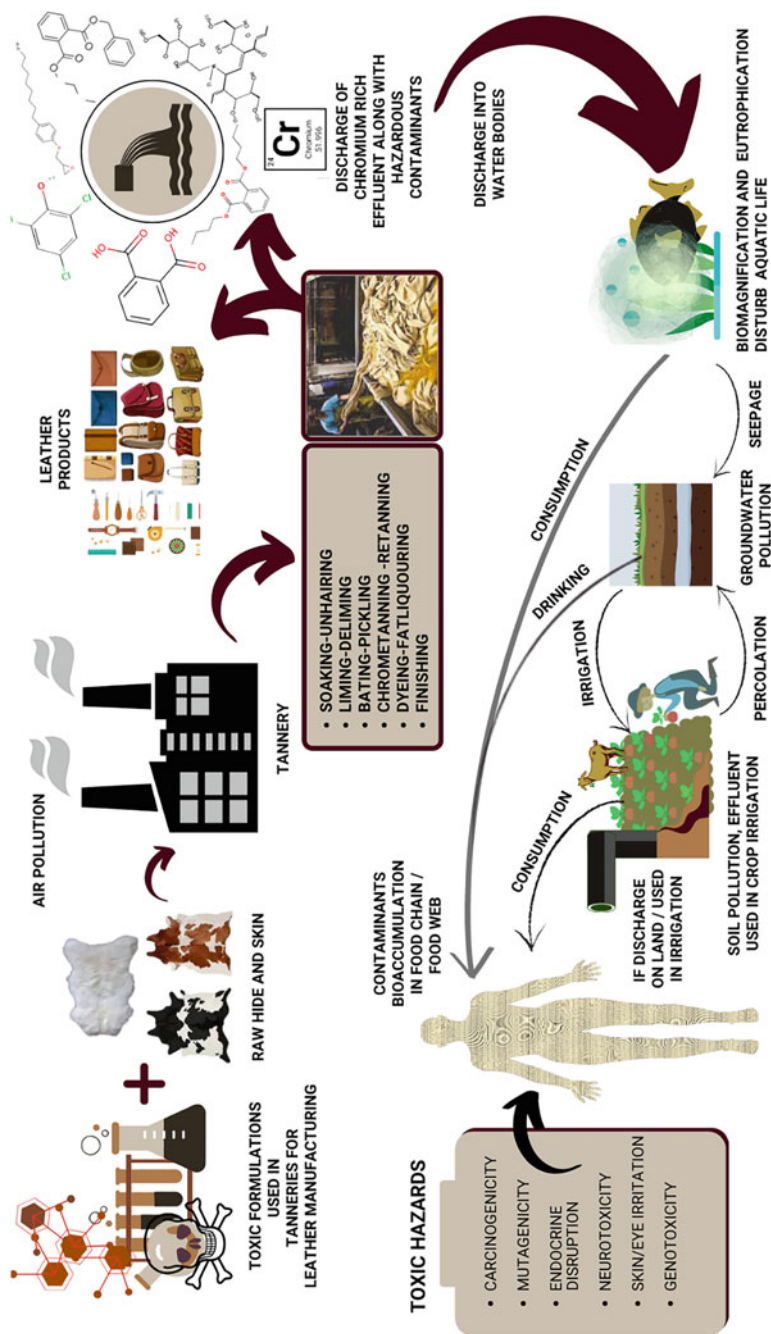 TOXIC FORMULATIONS
USED IN
TANNERIES FOR
LEATHER MANUFACTURING
RAW HIDE AND SKIN
AIR POLLUTION
TANNERY
• SOAKING-UNHAIRING
• LIMING-DELIMING
• BATING-PICKLING
• CHROMETANNING -RETANNING
• DYEING-FATLIQUOURING
• FINISHING
LEATHER
PRODUCTS
Cl
Cl
O
HO
O
OH
O
24
Cr
Chromium
51.996
DISCHARGE OF
CHROMIUM RICH
EFFLUENT ALONG WITH
HAZARDOUS
CONTAMINANTS
DISCHARGE INTO
WATER BODIES
BIOMAGNIFICATION AND EUTROPHICATION
DISTURB AQUATIC LIFE
SEEPAGE
CONSUMPTION
DRINKING
GROUNDWATER
POLLUTION
IRRIGATION
PERCOLATION
CONSUMPTION
SOIL POLLUTION, EFFLUENT
USED IN CROP IRRIGATION
IF DISCHARGE
ON LAND / USED
IN IRRIGATION
CONTAMINANTS
BIOACCUMULATION
IN FOOD CHAIN /
FOOD WEB
TOXIC HAZARDS
• CARCINOGENICITY
• MUTAGENICITY
• ENDOCRINE
DISRUPTION
• NEUROTOXICITY
• SKIN/EYE IRRITATION
• GENOTOXICITY